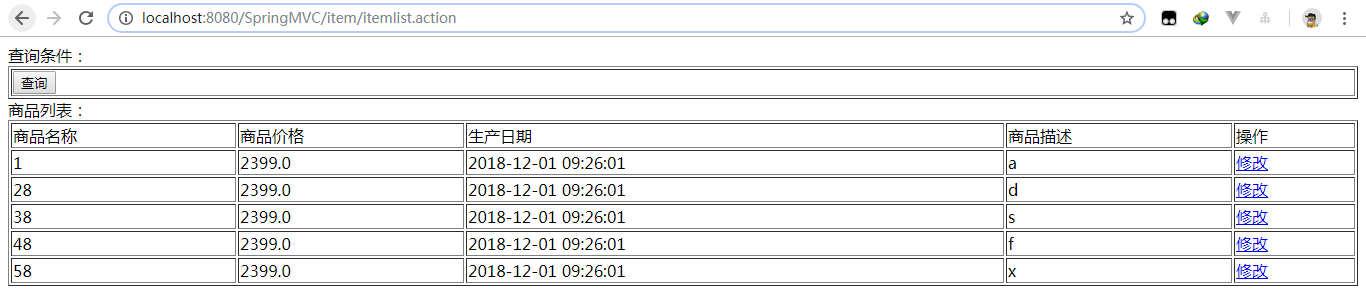 localhost:8080/SpringMVC/item/itemlist.action
查询条件：
查询
商品列表：
商品名称 商品价格 生产日期 商品描述 操作
1 2399.0 2018-12-01 09:26:01 a 修改
28 2399.0 2018-12-01 09:26:01 d 修改
38 2399.0 2018-12-01 09:26:01 s 修改
48 2399.0 2018-12-01 09:26:01 f 修改
58 2399.0 2018-12-01 09:26:01 x 修改